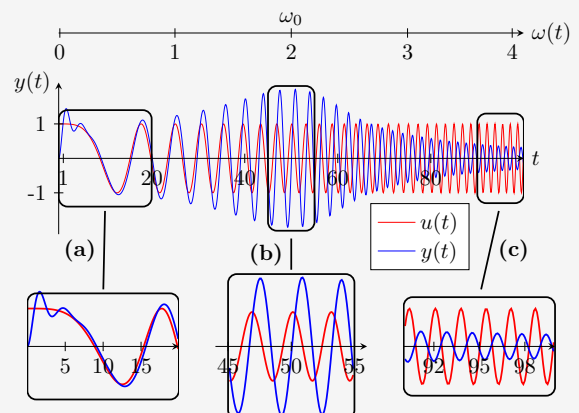 ω₀
0 1 2 3 4 ω(t)
y(t)
1
1 20 40 60 80 t
-1
u(t)
y(t)
(a) (b) (c)
5 10 15
45 50 55
92 95 98